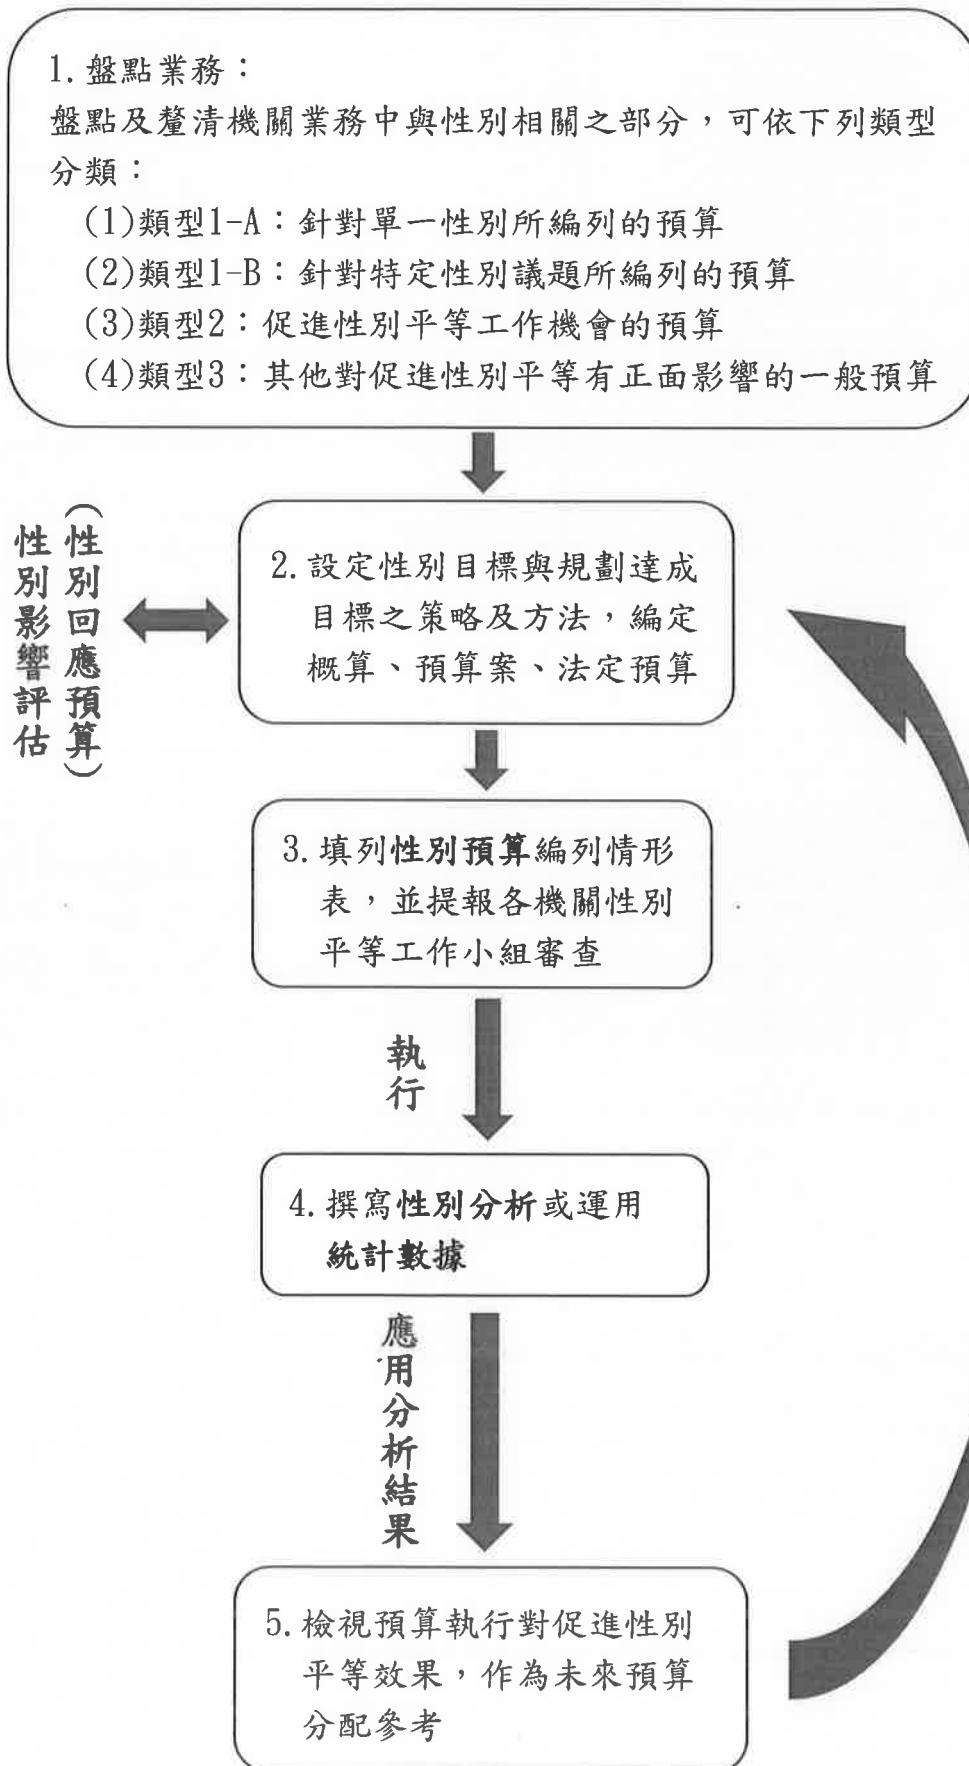 1. 盤點業務：
盤點及釐清機關業務中與性別相關之部分，可依下列類型
分類：
(1)類型1-A：針對單一性別所編列的預算
(2)類型1-B：針對特定性別議題所編列的預算
(3)類型2：促進性別平等工作機會的預算
(4)類型3：其他對促進性別平等有正面影響的一般預算
性別影響評估
（性別回應預算）
2. 設定性別目標與規劃達成
目標之策略及方法，編定
概算、預算案、法定預算
3. 填列性別預算編列情形
表，並提報各機關性別
平等工作小組審查
執行
4. 撰寫性別分析或運用
統計數據
應用分析結果
5. 檢視預算執行對促進性別
平等效果，作為未來預算
分配參考